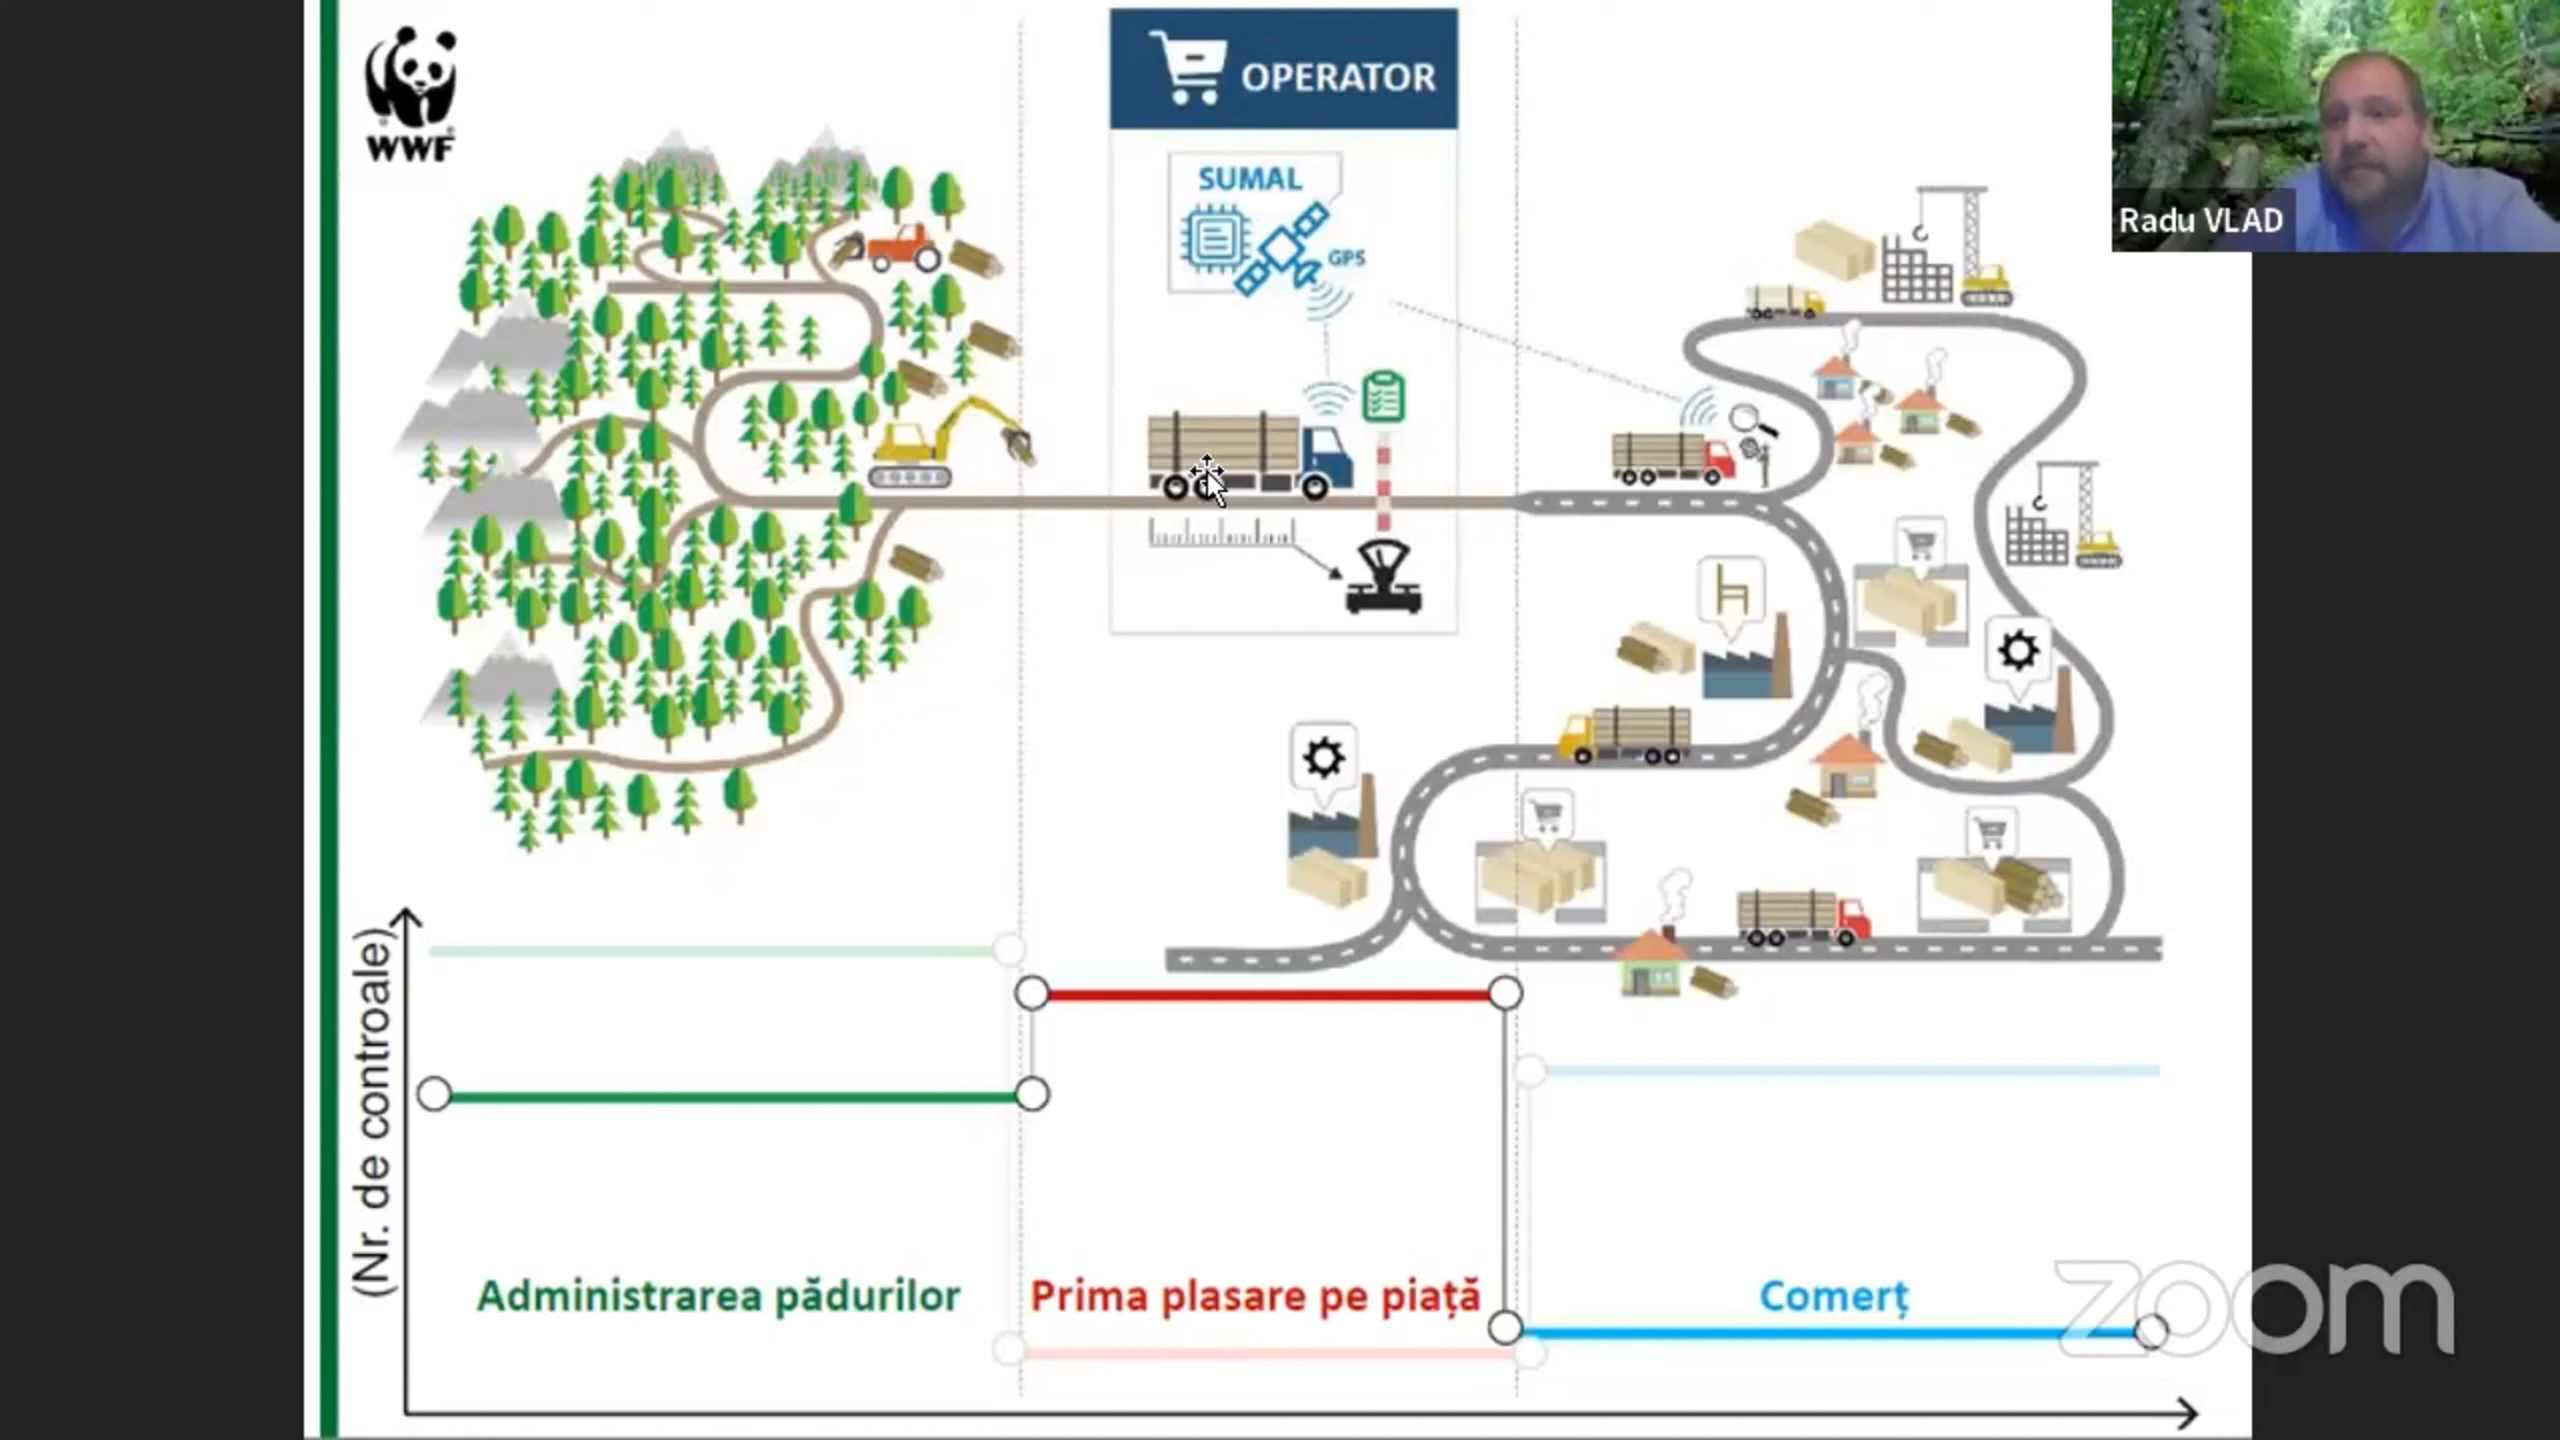 WWF
OPERATOR
SUMAL
GPS
Radu VLAD
(Nr. de controale)
Administrarea pădurilor
Prima plasare pe piață
Comerț
zoom